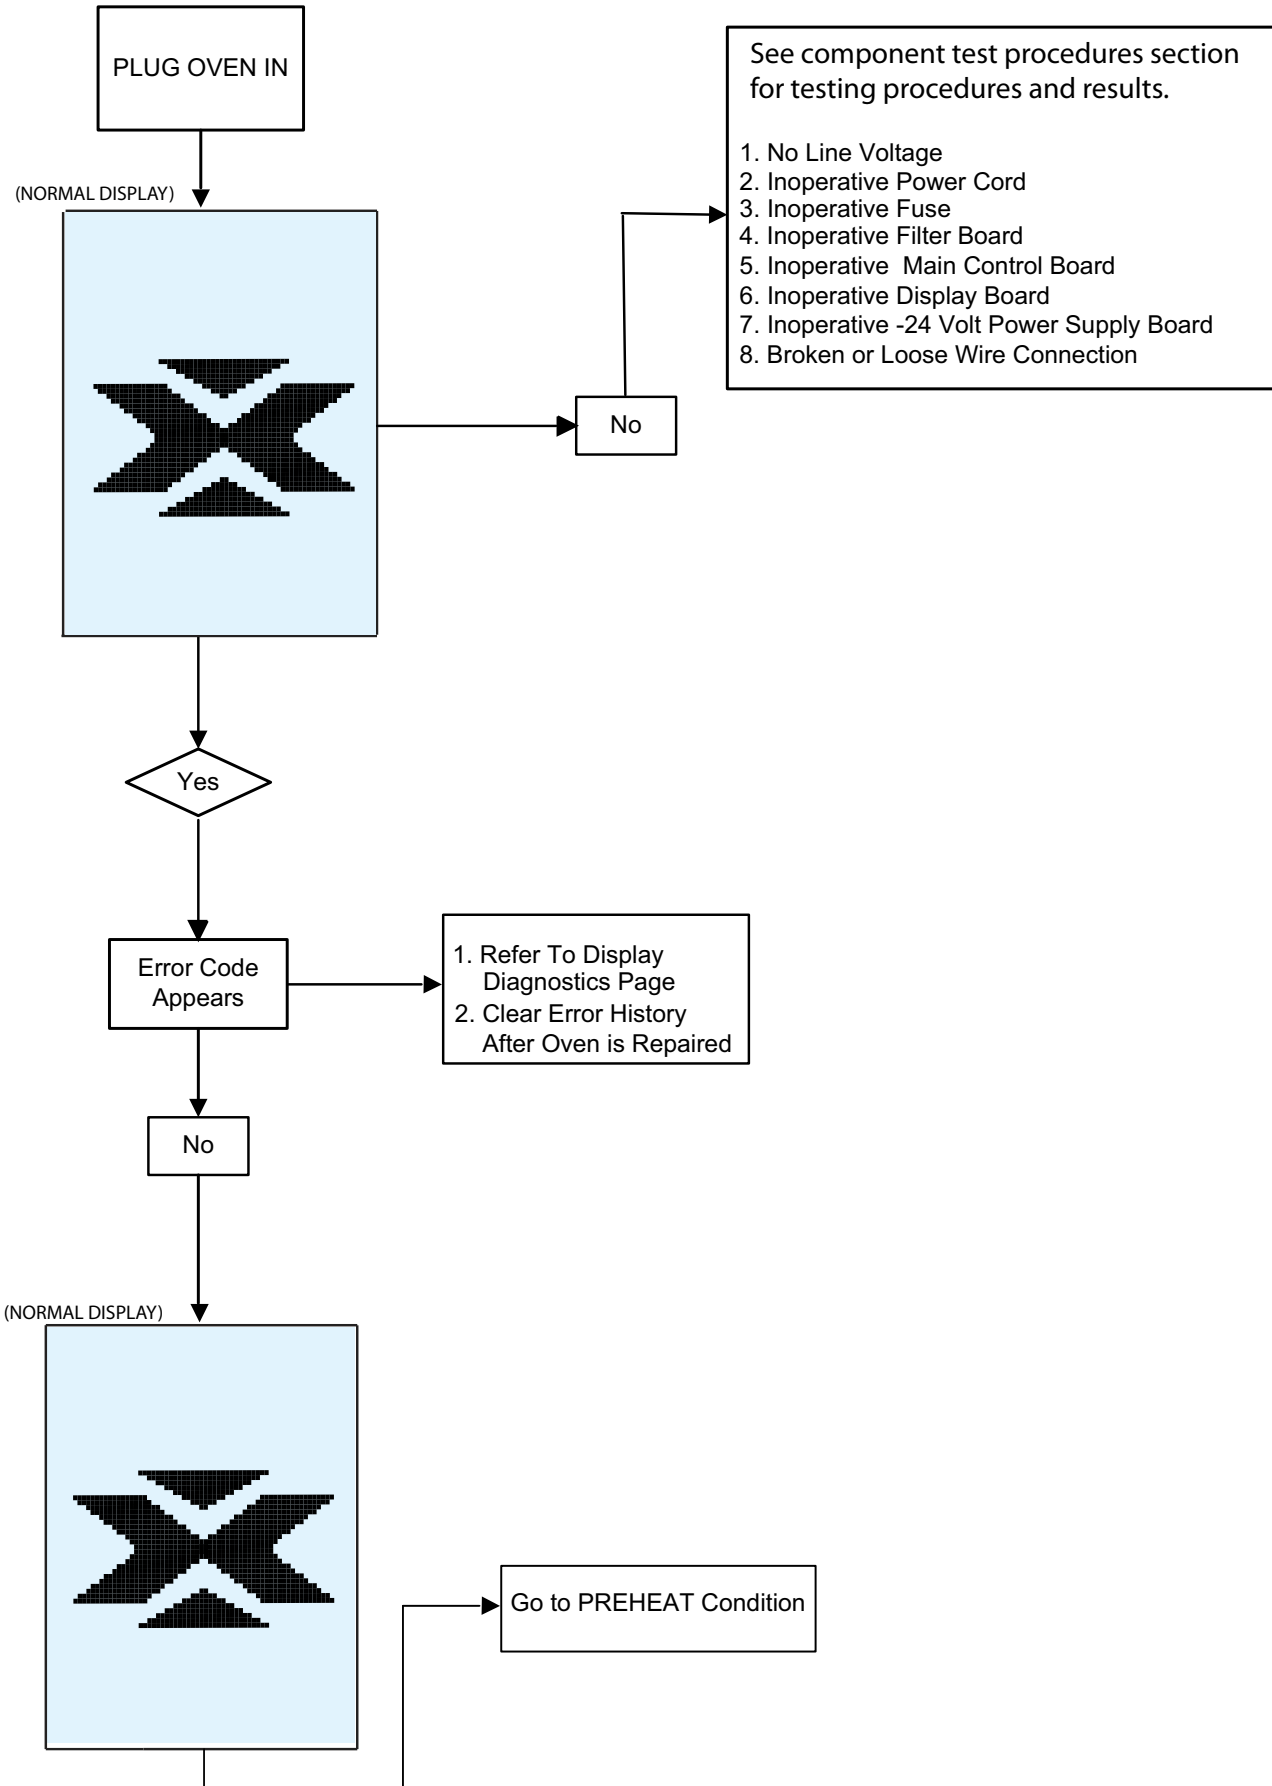 PLUG OVEN IN
See component test procedures section
for testing procedures and results.
1. No Line Voltage
2. Inoperative Power Cord
3. Inoperative Fuse
4. Inoperative Filter Board
5. Inoperative  Main Control Board
6. Inoperative Display Board
7. Inoperative -24 Volt Power Supply Board
8. Broken or Loose Wire Connection
(NORMAL DISPLAY)
No
Yes
Error Code
Appears
1. Refer To Display
Diagnostics Page
2. Clear Error History
After Oven is Repaired
No
(NORMAL DISPLAY)
Go to PREHEAT Condition